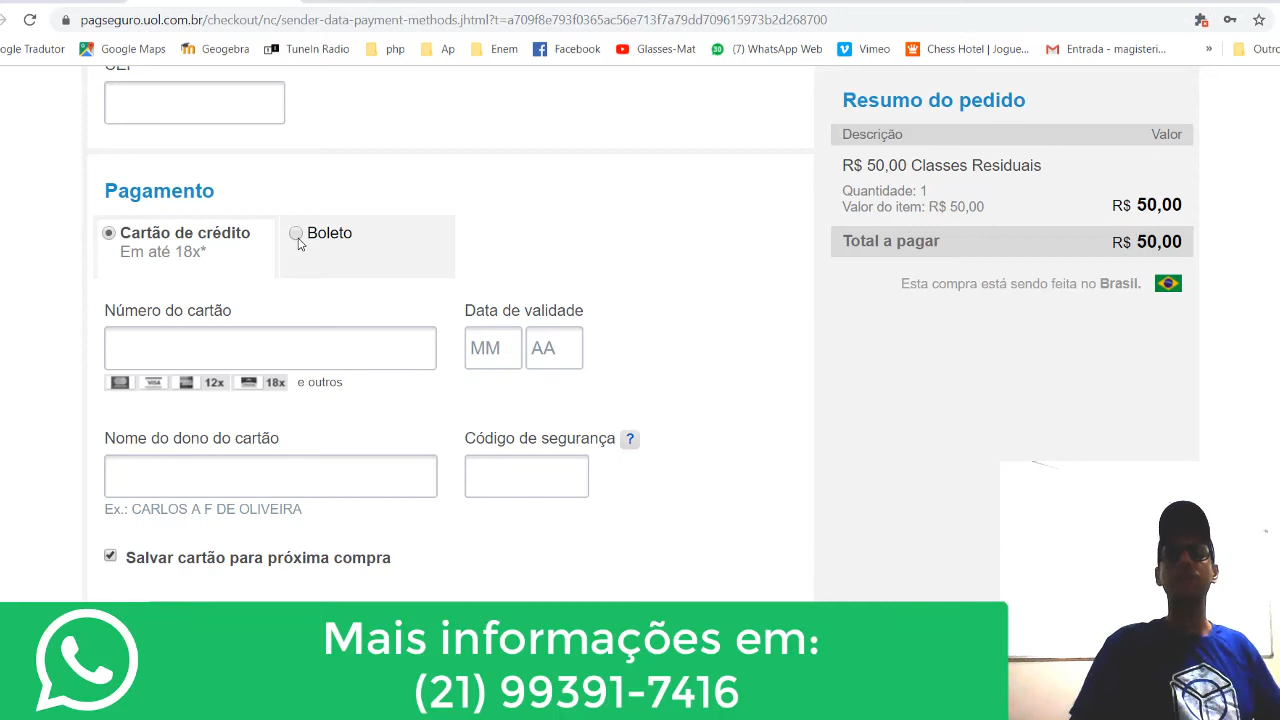 pagseguro.uol.com.br/checkout/nc/sender-data-payment-methods.jhtml?t=a709f8e793f0365ac56e713f7a79dd709615973b2d268700
ogle Tradutor Google Maps Geogebra TuneIn Radio php Ap Enem Facebook Glasses-Mat (7) WhatsApp Web Vimeo Chess Hotel | Jogue... Entrada - magisteri... » Outro
CEP
Resumo do pedido
Descrição Valor
R$ 50,00 Classes Residuais
Quantidade: 1
Valor do item: R$ 50,00 R$ 50,00
Total a pagar R$ 50,00
Esta compra está sendo feita no Brasil.
Pagamento
Cartão de crédito Boleto
Em até 18x*
Número do cartão Data de validade
MM AA
VISA 12x 18x e outros
Nome do dono do cartão Código de segurança ?
Ex.: CARLOS A F DE OLIVEIRA
Salvar cartão para próxima compra
Mais informações em:
(21) 99391-7416